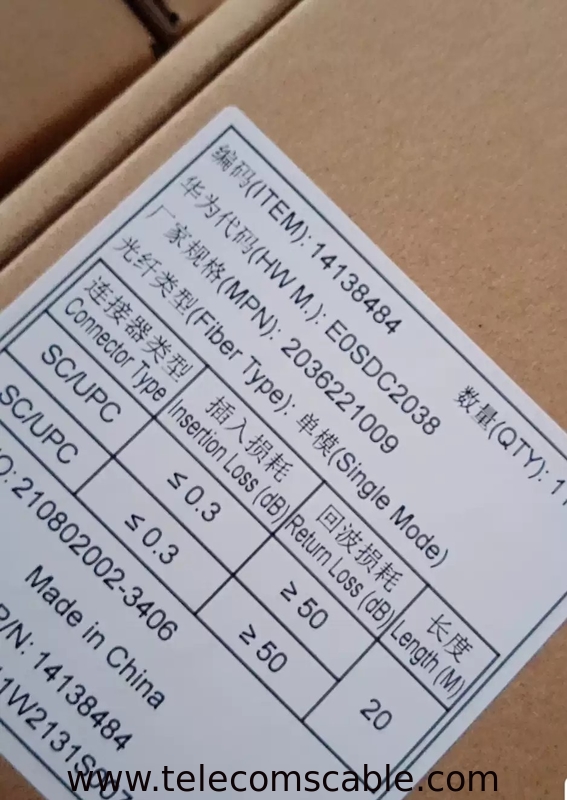 编码(ITEM): 14138484
华为代码(HW M.): E0SDC2038
数量(QTY):
厂家规格(MPN): 2036221009
光纤类型(Fiber Type): 单模(Single Mode)
连接器类型 插入损耗 回波损耗 长度
Connector Type Insertion Loss (dB) Return Loss (dB) Length (M)
SC/UPC ≤ 0.3 ≥ 50 20
SC/UPC ≤ 0.3 ≥ 50
210802002-3406
Made in China
P/N: 14138484
www.telecomscable.com